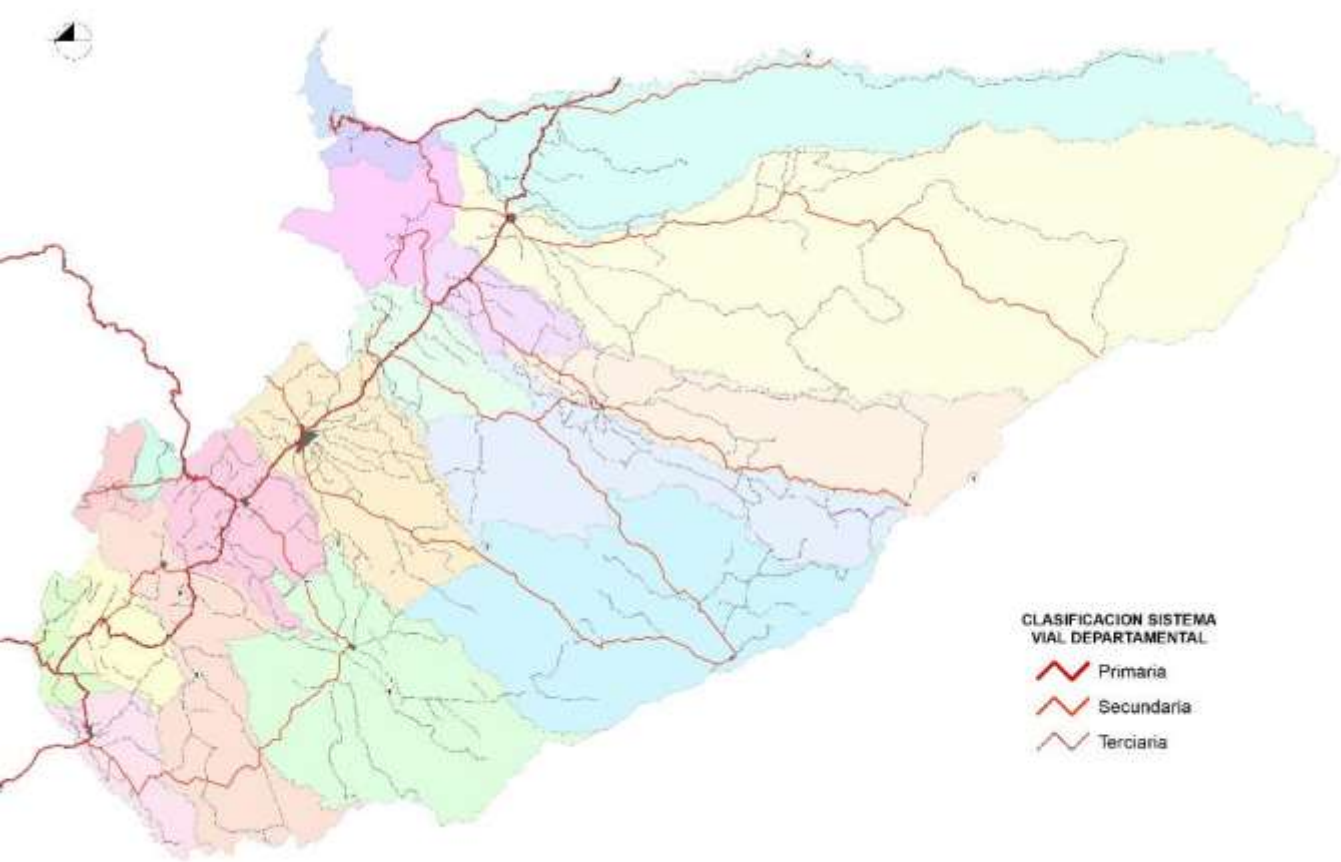 CLASIFICACION SISTEMA
VIAL DEPARTAMENTAL
Primaria
Secundaria
Terciaria